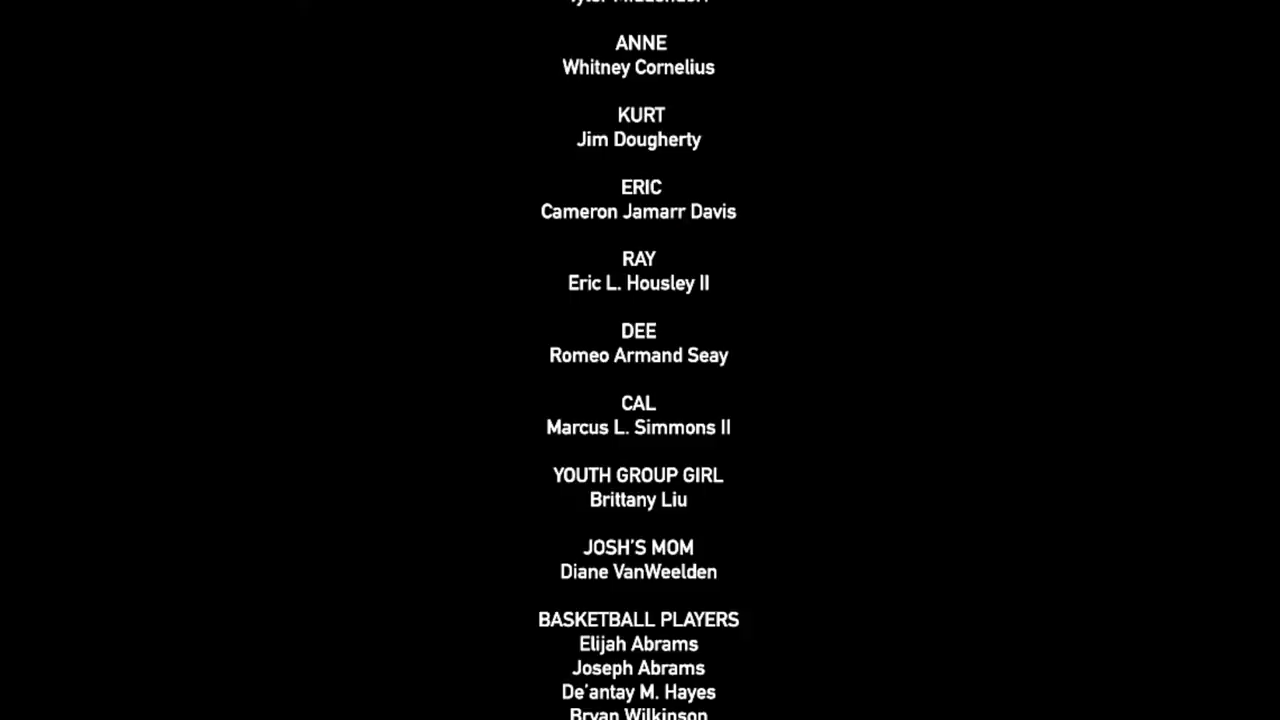 ANNE
Whitney Cornelius
KURT
Jim Dougherty
ERIC
Cameron Jamarr Davis
RAY
Eric L. Housley II
DEE
Romeo Armand Seay
CAL
Marcus L. Simmons II
YOUTH GROUP GIRL
Brittany Liu
JOSH'S MOM
Diane VanWeelden
BASKETBALL PLAYERS
Elijah Abrams
Joseph Abrams
De'antay M. Hayes
Bryan Wilkinson